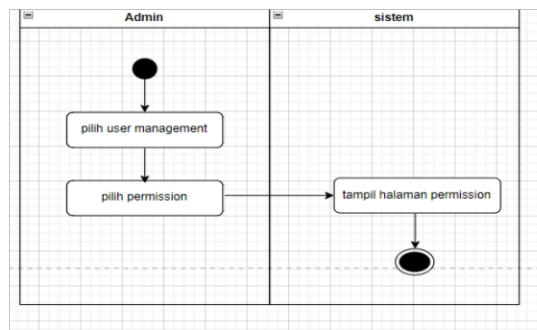 Admin
sistem
pilih user management
pilih permission
tampil halaman permission